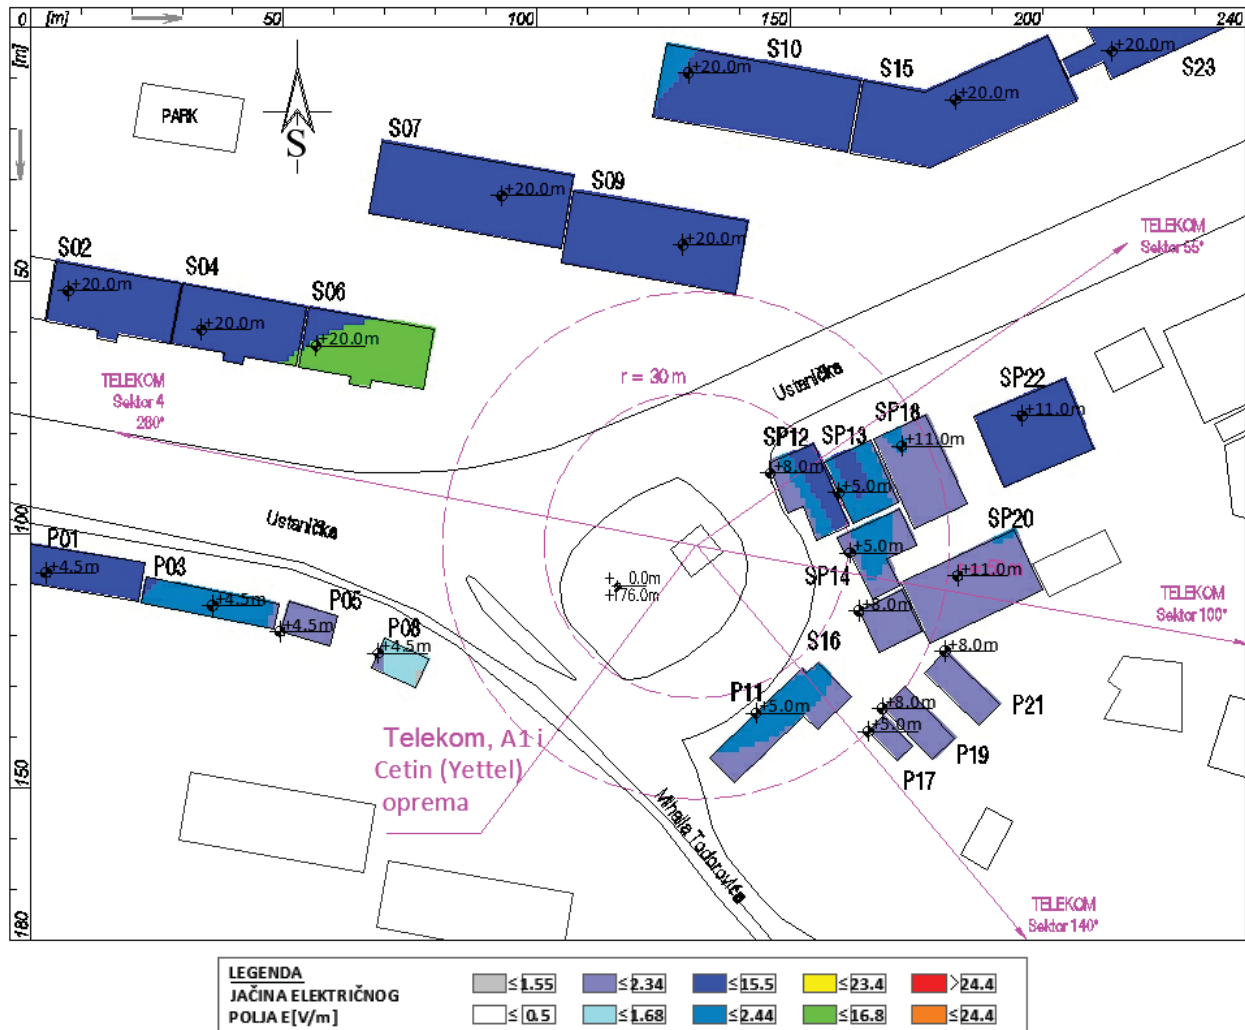 0 [m] 50 100 150 200 240
[m]
50
100
150
180
PARK
S
S10
+20.0m
S15
+20.0m
+20.0m
S23
S07
+20.0m
S09
+20.0m
S02
+20.0m
S04
+20.0m
S06
+20.0m
TELEKOM
Sektor 55°
r = 30 m
Ustanička
TELEKOM
Sektor 4
280°
SP12
+8.0m
SP13
+5.0m
SP18
+11.0m
SP22
+11.0m
Ustanička
P01
+4.5m
P03
+4.5m
P05
+4.5m
P08
+4.5m
0.0m
+176.0m
SP14
+5.0m
+8.0m
SP20
+11.0m
TELEKOM
Sektor 100°
S16
P11
+5.0m
+8.0m
P21
+8.0m
P19
+5.0m
P17
Telekom, A1 i
Cetin (Yettel)
oprema
Mihaila Todorovića
TELEKOM
Sektor 140°
LEGENDA
JAČINA ELEKTRIČNOG
POLJA E[V/m]
≤1.55 ≤2.34 ≤15.5 ≤23.4 >24.4
≤ 0.5 ≤1.68 ≤2.44 ≤16.8 ≤24.4